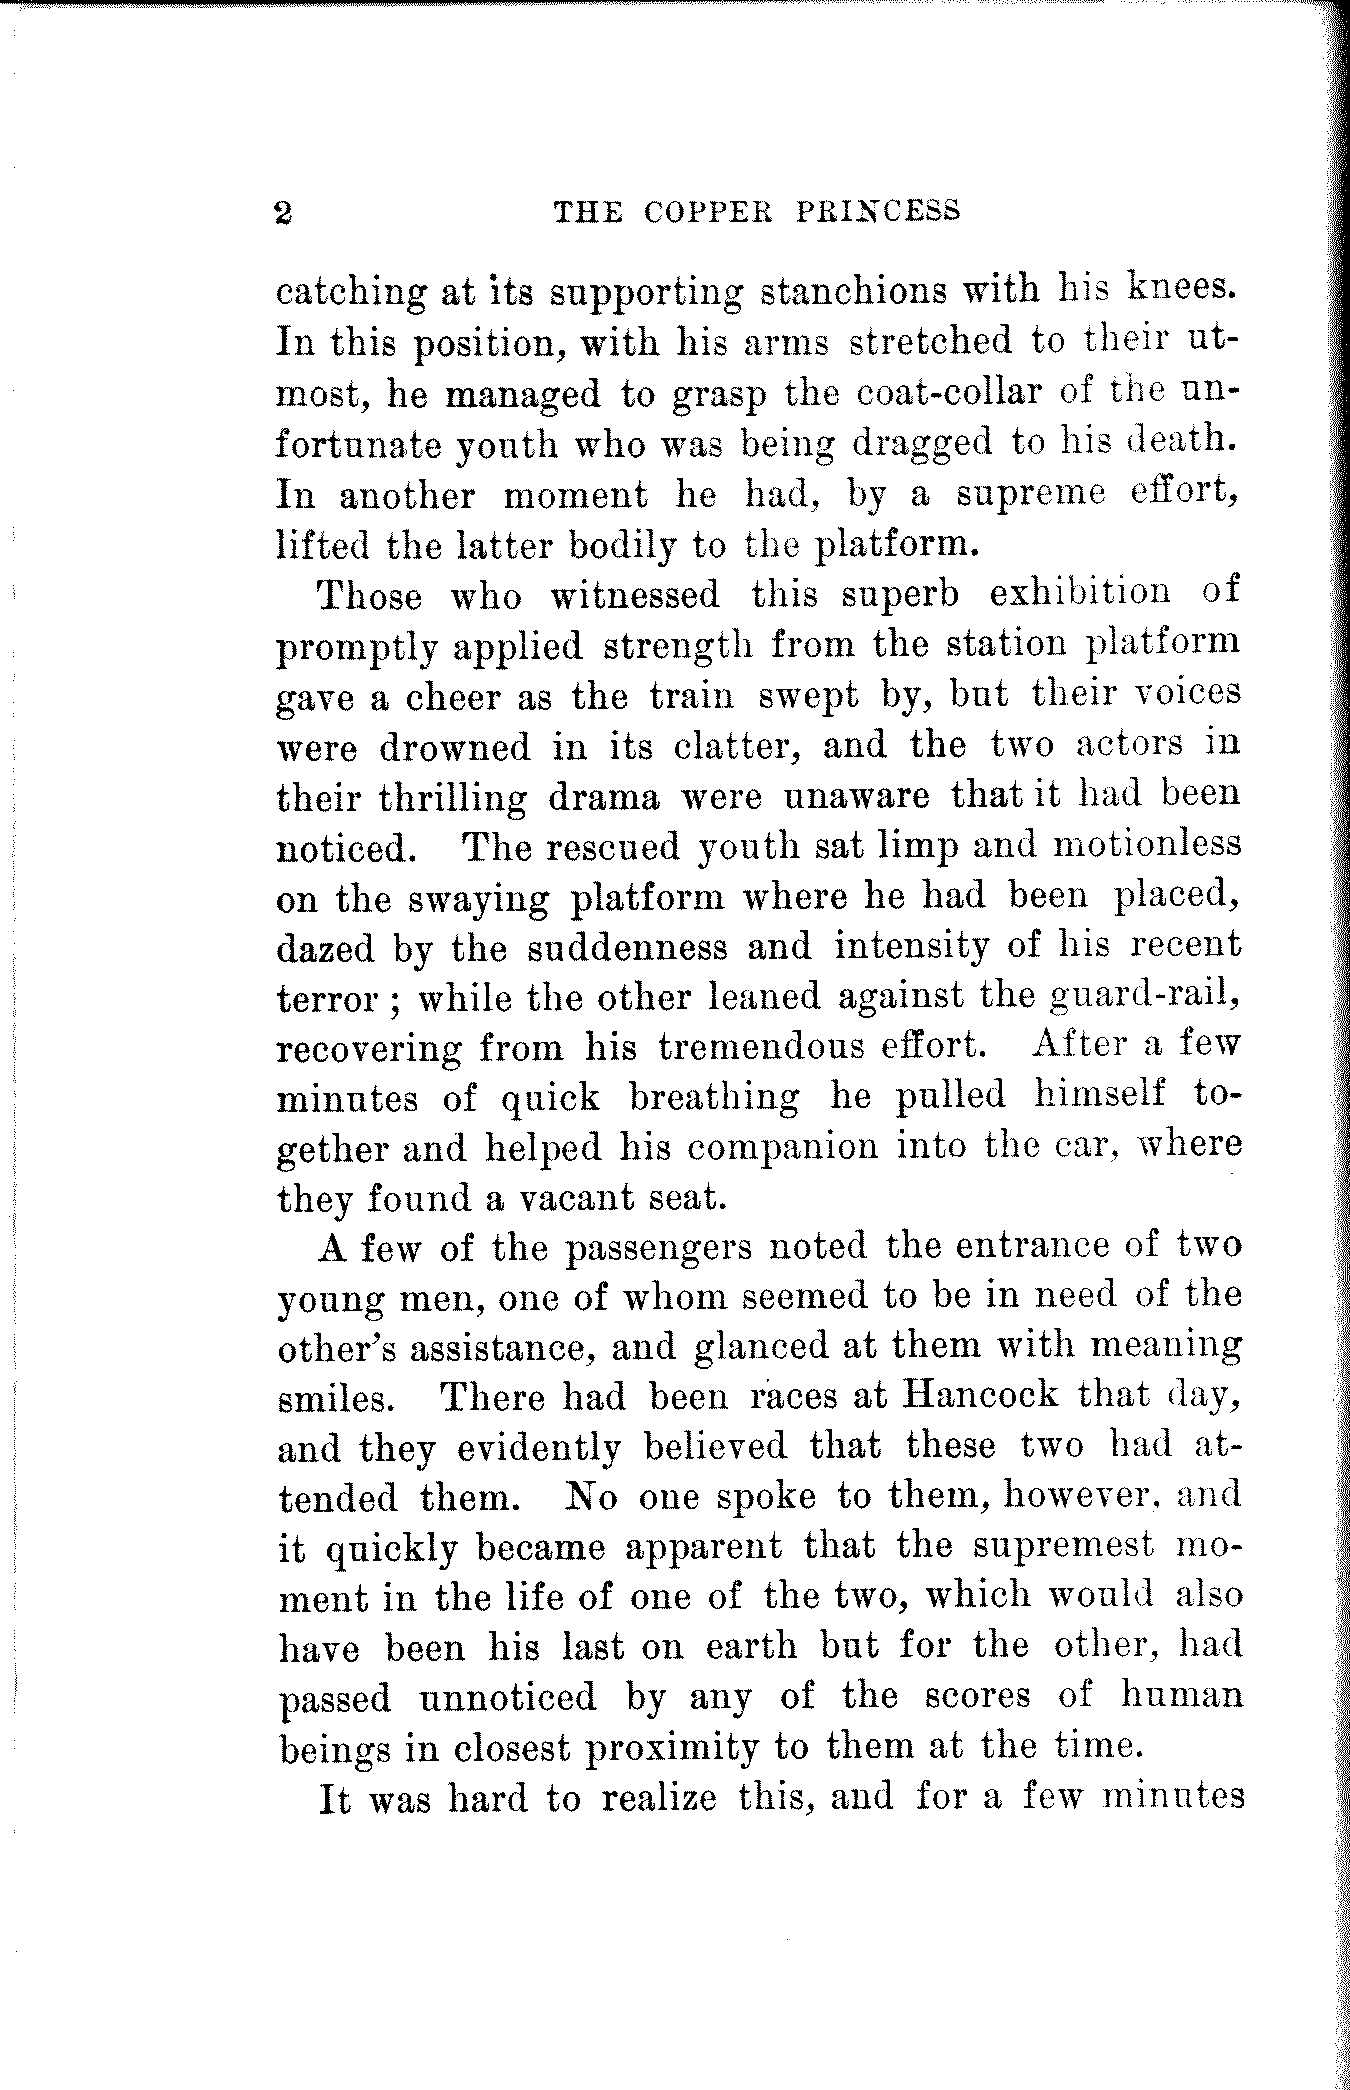 2 THE COPPER PRINCESS
catching at its supporting stanchions with his knees.
In this position, with his arms stretched to their ut-
most, he managed to grasp the coat-collar of the un-
fortunate youth who was being dragged to his death.
In another moment he had, by a supreme effort,
lifted the latter bodily to the platform.
Those who witnessed this superb exhibition of
promptly applied strength from the station platform
gave a cheer as the train swept by, but their voices
were drowned in its clatter, and the two actors in
their thrilling drama were unaware that it had been
noticed. The rescued youth sat limp and motionless
on the swaying platform where he had been placed,
dazed by the suddenness and intensity of his recent
terror ; while the other leaned against the guard-rail,
recovering from his tremendous effort. After a few
minutes of quick breathing he pulled himself to-
gether and helped his companion into the car, where
they found a vacant seat.
A few of the passengers noted the entrance of two
young men, one of whom seemed to be in need of the
other's assistance, and glanced at them with meaning
smiles. There had been races at Hancock that day,
and they evidently believed that these two had at-
tended them. No one spoke to them, however, and
it quickly became apparent that the supremest mo-
ment in the life of one of the two, which would also
have been his last on earth but for the other, had
passed unnoticed by any of the scores of human
beings in closest proximity to them at the time.
It was hard to realize this, and for a few minutes